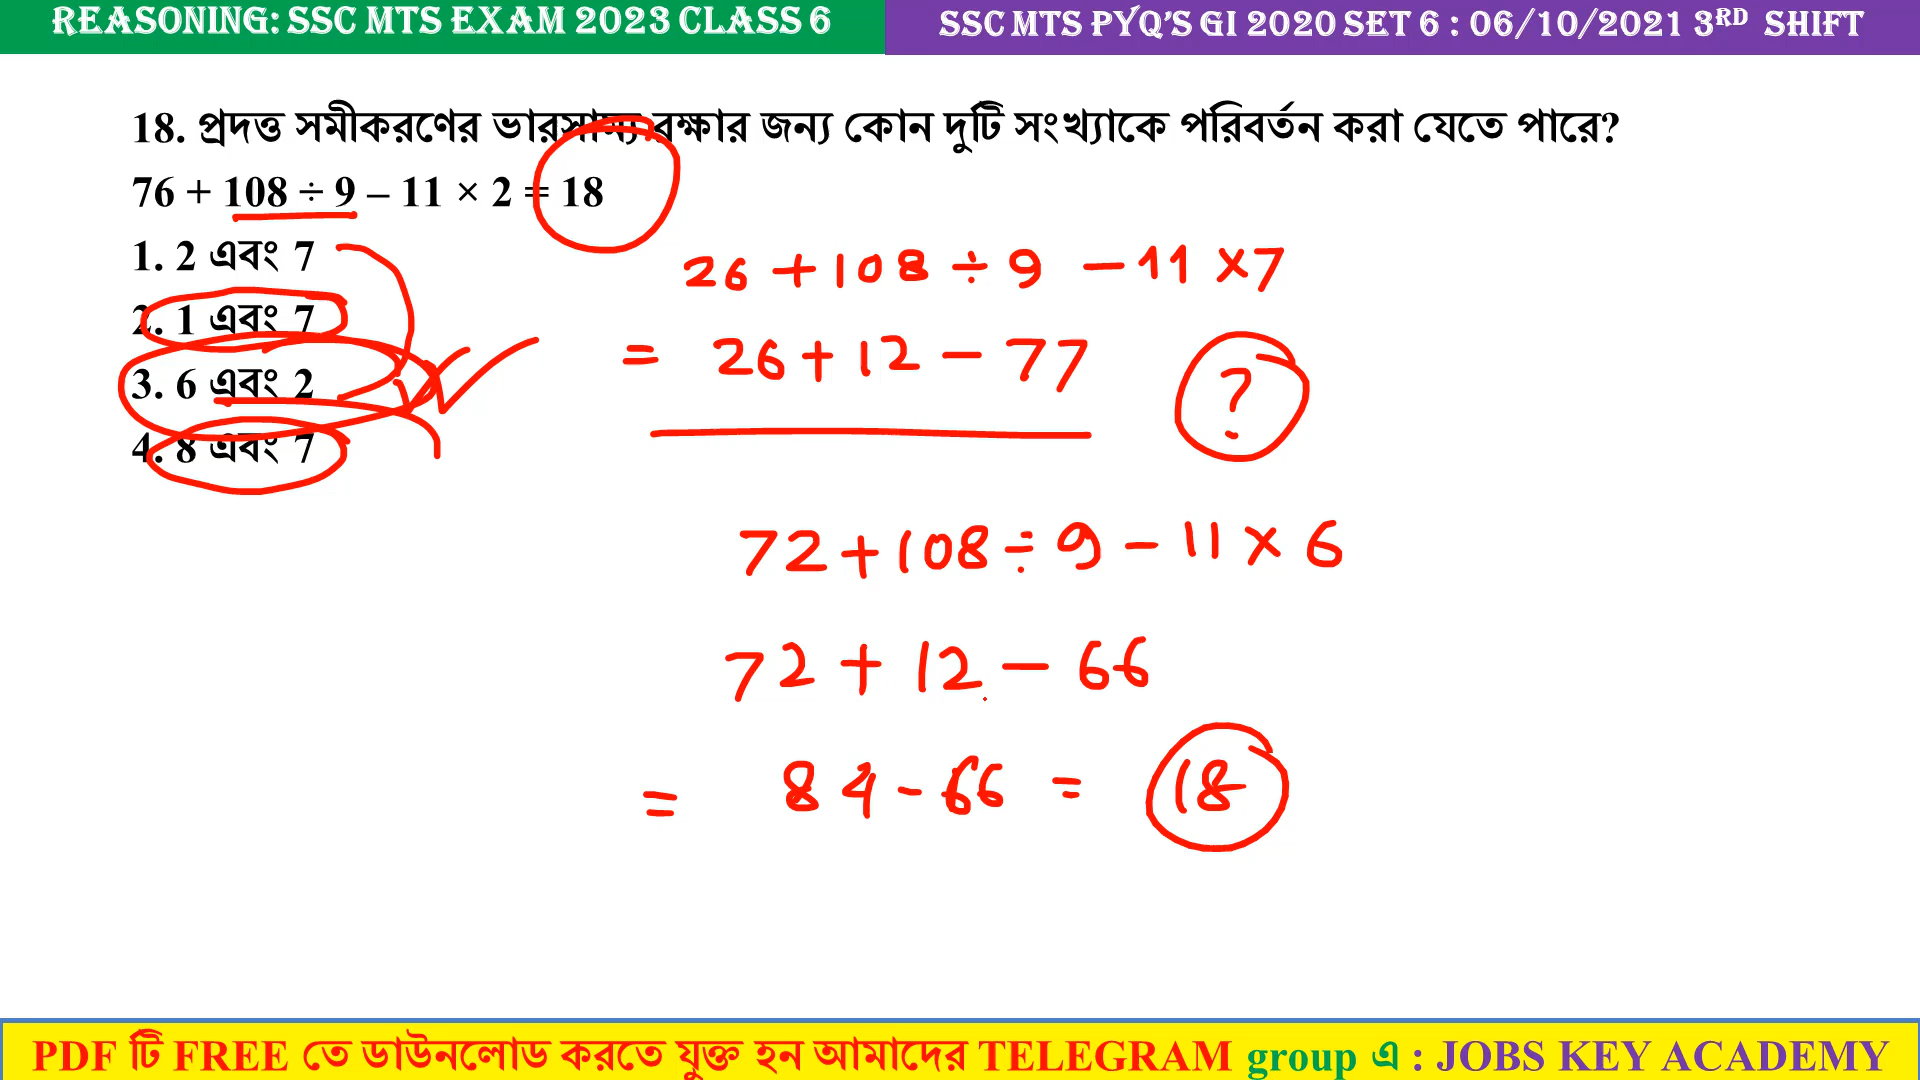 REASONING: SSC MTS EXAM 2023 CLASS 6
SSC MTS PYQ'S GI 2020 SET 6 : 06/10/2021 3RD SHIFT
18. প্রদত্ত সমীকরণের ভারসাম্য রক্ষার জন্য কোন দুটি সংখ্যাকে পরিবর্তন করা যেতে পারে?
76 + 108 ÷ 9 – 11 × 2 = 18
1. 2 এবং 7
2. 1 এবং 7
3. 6 এবং 2
4. 8 এবং 7
26 + 108 ÷ 9 – 11 × 7
= 26 + 12 – 77
?
72 + 108 ÷ 9 – 11 × 6
72 + 12 – 66
= 84 - 66 = 18
PDF টি FREE তে ডাউনলোড করতে যুক্ত হন আমাদের TELEGRAM group এ : JOBS KEY ACADEMY